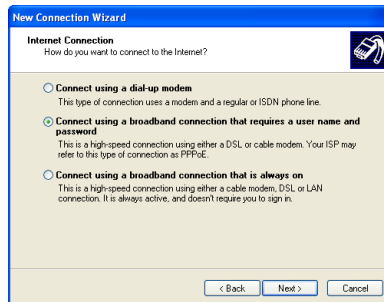 New Connection Wizard
Internet Connection
How do you want to connect to the Internet?
Connect using a dial-up modem
This type of connection uses a modem and a regular or ISDN phone line.
Connect using a broadband connection that requires a user name and
password
This is a high-speed connection using either a DSL or cable modem. Your ISP may
refer to this type of connection as PPPoE.
Connect using a broadband connection that is always on
This is a high-speed connection using either a cable modem, DSL or LAN
connection. It is always active, and doesn't require you to sign in.
< Back
Next >
Cancel